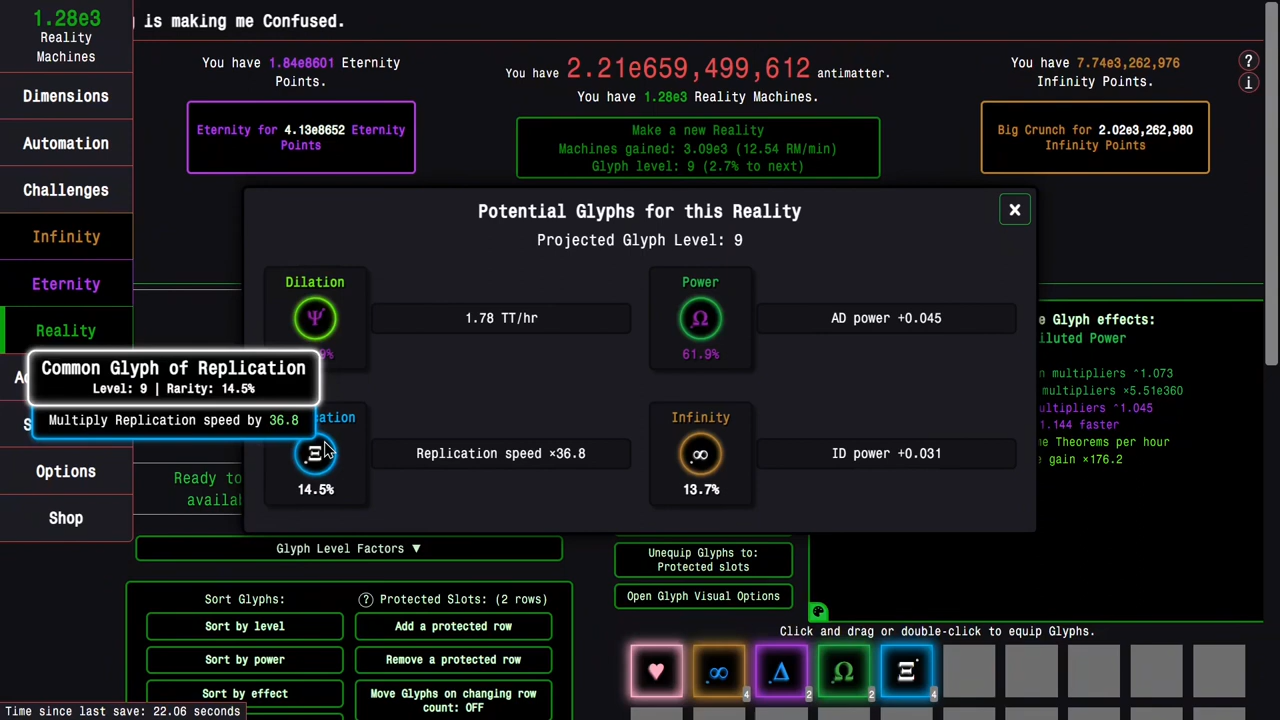 1.28e3
Reality
Machines
Dimensions
Automation
Challenges
Infinity
Eternity
Reality
Options
Shop
is making me Confused.
You have 1.84e8601 Eternity
Points.
Eternity for 4.13e8652 Eternity
Points
You have 2.21e659,499,612 antimatter.
You have 1.28e3 Reality Machines.
Make a new Reality
Machines gained: 3.09e3 (12.54 RM/min)
Glyph level: 9 (2.7% to next)
You have 7.74e3,262,976
Infinity Points.
Big Crunch for 2.02e3,262,980
Infinity Points
?
i
Potential Glyphs for this Reality
Projected Glyph Level: 9
Dilation
Ψ
1.78 TT/hr
Power
Ω
61.9%
AD power +0.045
Common Glyph of Replication
Level: 9 | Rarity: 14.5%
Multiply Replication speed by 36.8
Ξ
14.5%
Replication speed ×36.8
Infinity
∞
13.7%
ID power +0.031
Glyph effects:
Power
multipliers ^1.073
multipliers ×5.51e360
^1.045
faster
Theorems per hour
gain ×176.2
Ready to
Glyph Level Factors ▼
Unequip Glyphs to:
Protected slots
Open Glyph Visual Options
Sort Glyphs:
Sort by level
Sort by power
Sort by effect
? Protected Slots: (2 rows)
Add a protected row
Remove a protected row
Move Glyphs on changing row
count: OFF
Click and drag or double-click to equip Glyphs.
♥ ∞ Δ Ω Ξ
4 2 2 4
Time since last save: 22.06 seconds